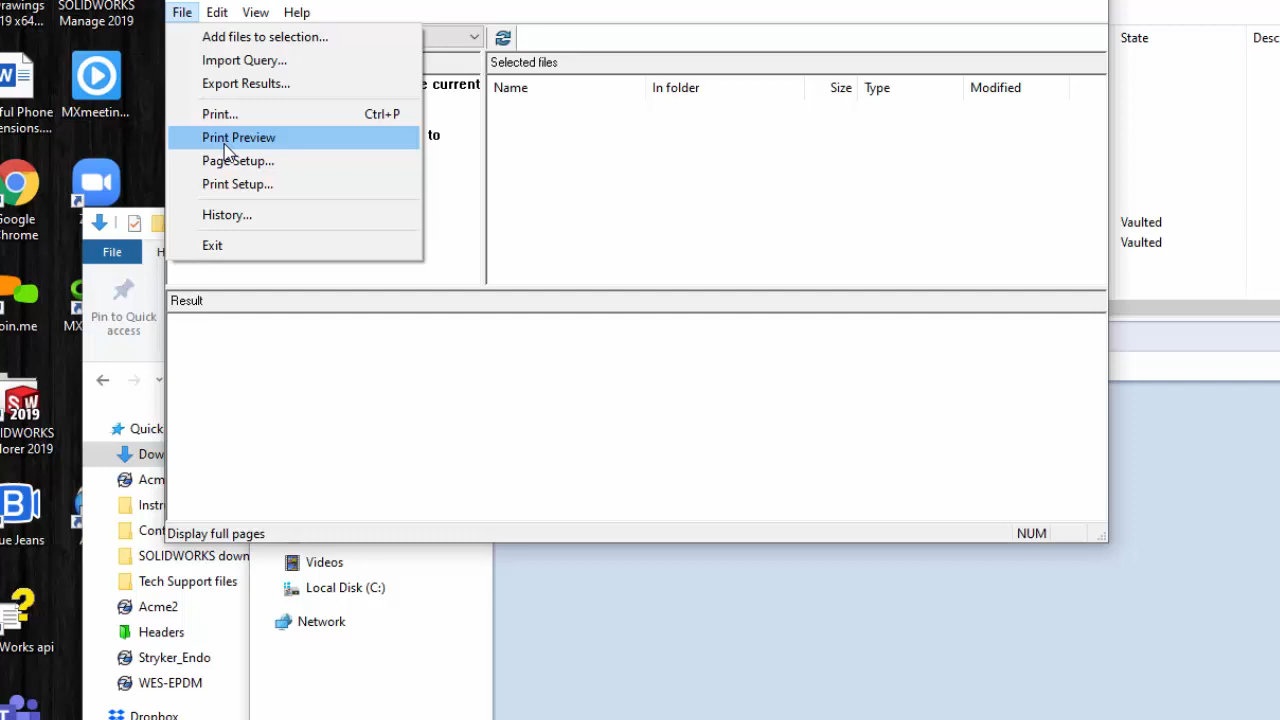 rawings
19 x64...
SOLIDWORKS
Manage 2019
ful Phone
ensions....
MXmeetin...
Google
Chrome
oin.me
MX
2019
IDWORKS
lorer 2019
ue Jeans
Works api
File Edit View Help
Add files to selection...
Import Query...
Export Results...
Print... Ctrl+P
Print Preview
Page Setup...
Print Setup...
History...
Exit
e current
to
Selected files
Name In folder Size Type Modified
State Desc
Vaulted
Vaulted
Result
Display full pages NUM
File H
Pin to Quick
access
Quick
Dow
Acm
Instr
Cont
SOLIDWORKS down
Tech Support files
Acme2
Headers
Stryker_Endo
WES-EPDM
Dropbox
Videos
Local Disk (C:)
Network